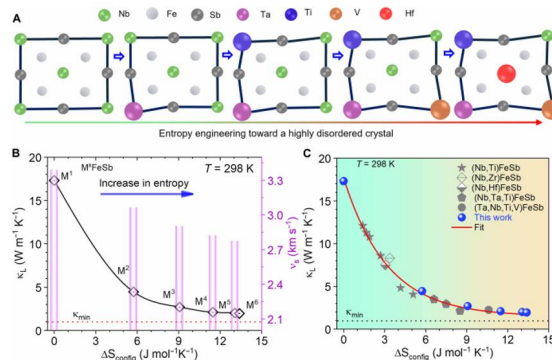 A
Nb Fe Sb Ta Ti V Hf
Entropy engineering toward a highly disordered crystal
B
MⁿFeSb
T = 298 K
Increase in entropy
M¹
M²
M³ M⁴ M⁵ M⁶
κmin
κL (W m⁻¹ K⁻¹)
20
15
10
5
0
0 3 6 9 12 15
ΔSconfig (J mol⁻¹K⁻¹)
3.3
3.0
2.7
2.4
2.1
νs (km s⁻¹)
C
T = 298 K
(Nb,Ti)FeSb
(Nb,Zr)FeSb
(Nb,Hf)FeSb
(Nb,Ta,Ti)FeSb
(Ta,Nb,Ti,V)FeSb
This work
Fit
κmin
κL (W m⁻¹ K⁻¹)
20
15
10
5
0
0 3 6 9 12 15
ΔSconfig (J mol⁻¹K⁻¹)